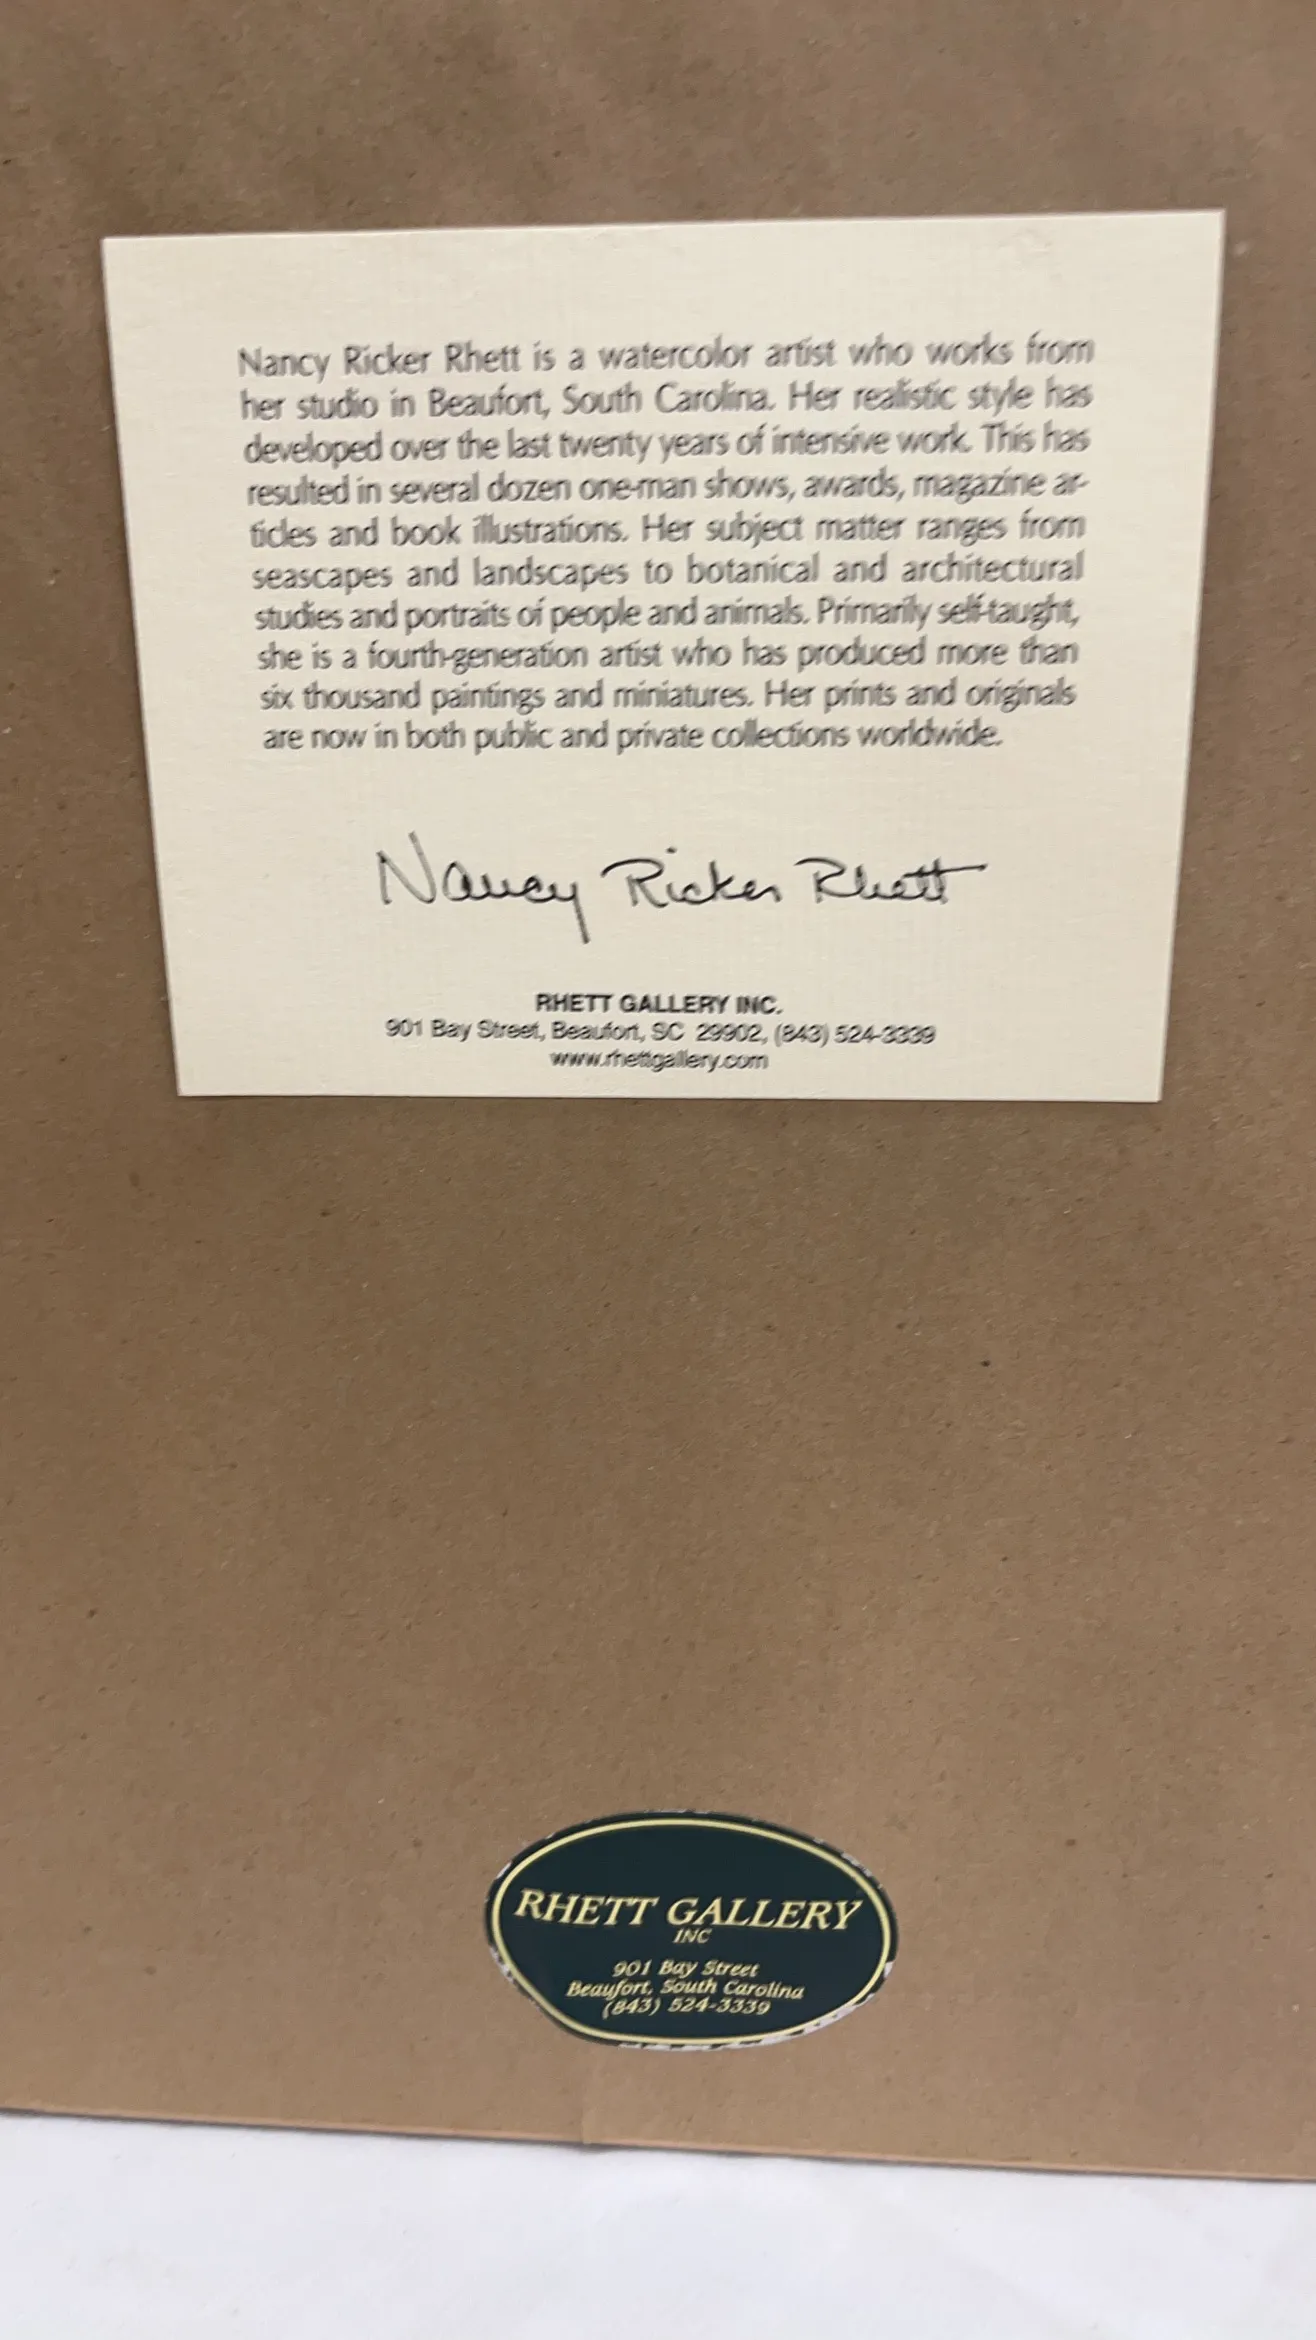 Nancy Ricker Rhett is a watercolor artist who works from
her studio in Beaufort, South Carolina. Her realistic style has
developed over the last twenty years of intensive work. This has
resulted in several dozen one-man shows, awards, magazine ar-
ticles and book illustrations. Her subject matter ranges from
seascapes and landscapes to botanical and architectural
studies and portraits of people and animals. Primarily self-taught,
she is a fourth-generation artist who has produced more than
six thousand paintings and miniatures. Her prints and originals
are now in both public and private collections worldwide.
Nancy Ricker Rhett
RHETT GALLERY INC.
901 Bay Street, Beaufort, SC 29902, (843) 524-3339
www.rhettgallery.com
RHETT GALLERY
INC
901 Bay Street
Beaufort, South Carolina
(843) 524-3339